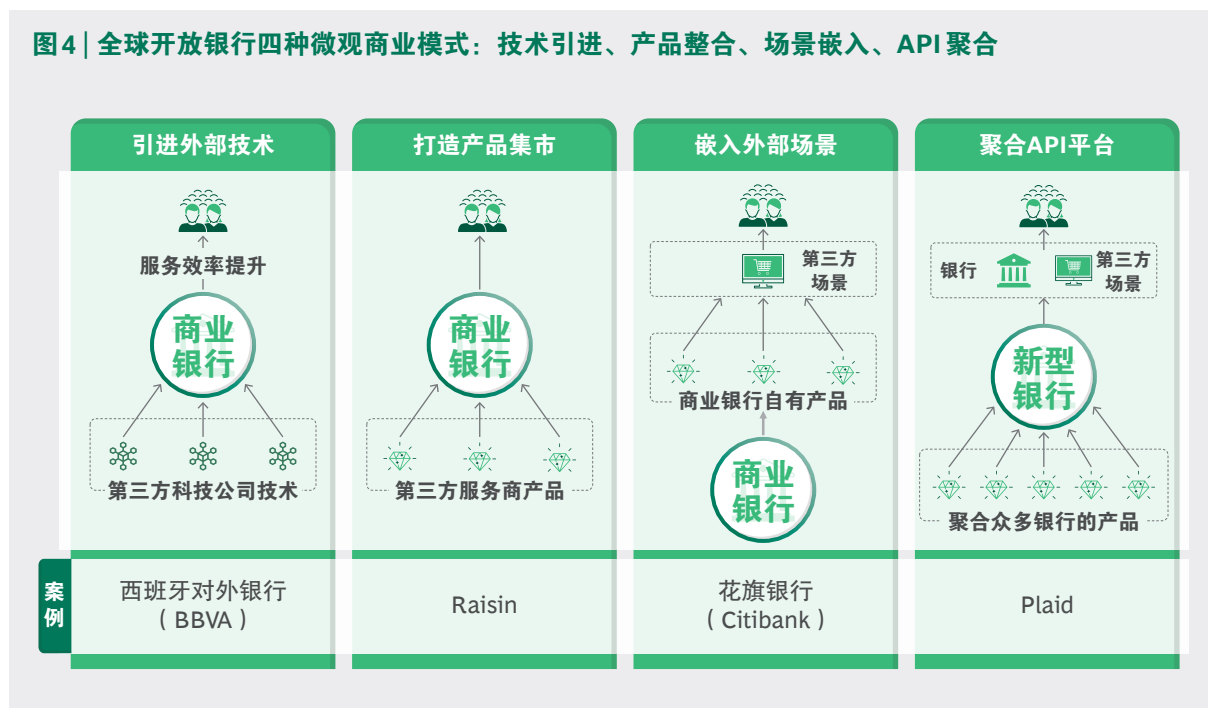 图4 | 全球开放银行四种微观商业模式：技术引进、产品整合、场景嵌入、API 聚合
引进外部技术
服务效率提升
商业
银行
第三方科技公司技术
打造产品集市
商业
银行
第三方服务商产品
嵌入外部场景
第三方
场景
商业银行自有产品
商业
银行
聚合API平台
银行
第三方
场景
新型
银行
聚合众多银行的产品
案
例
西班牙对外银行
（BBVA）
Raisin
花旗银行
（Citibank）
Plaid